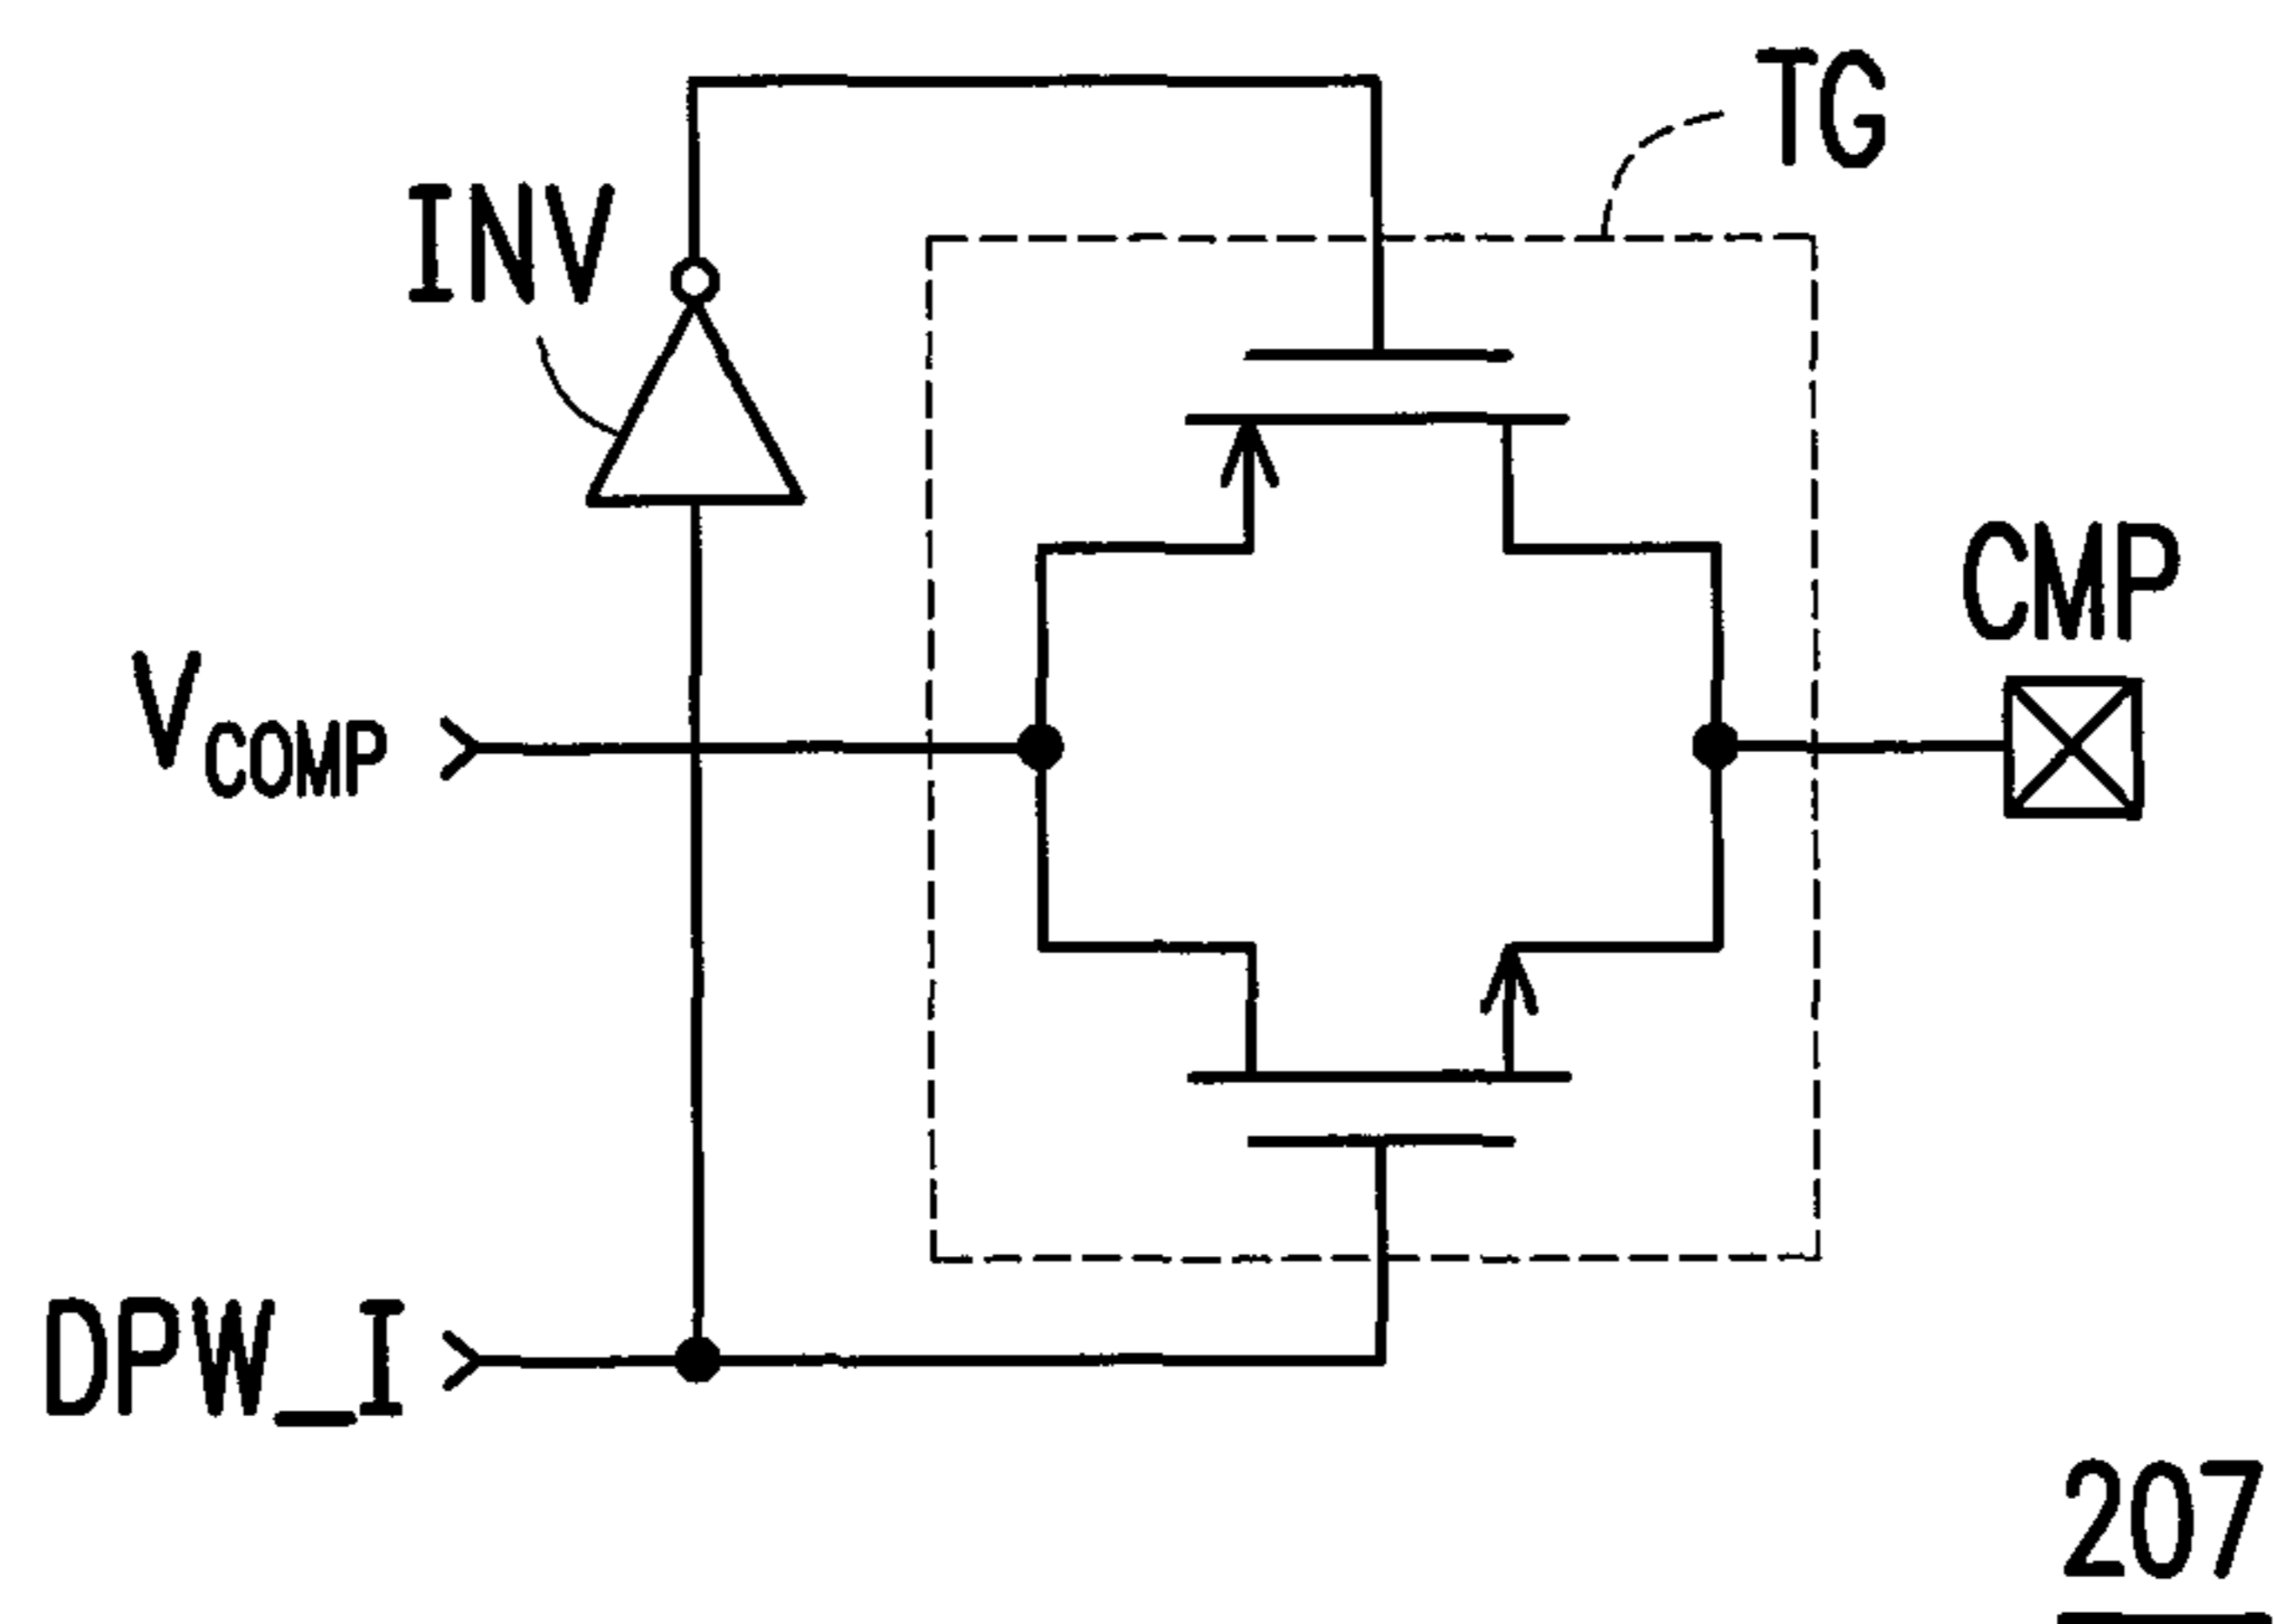 TG
INV
CMP
VCOMP
DPW_I
207